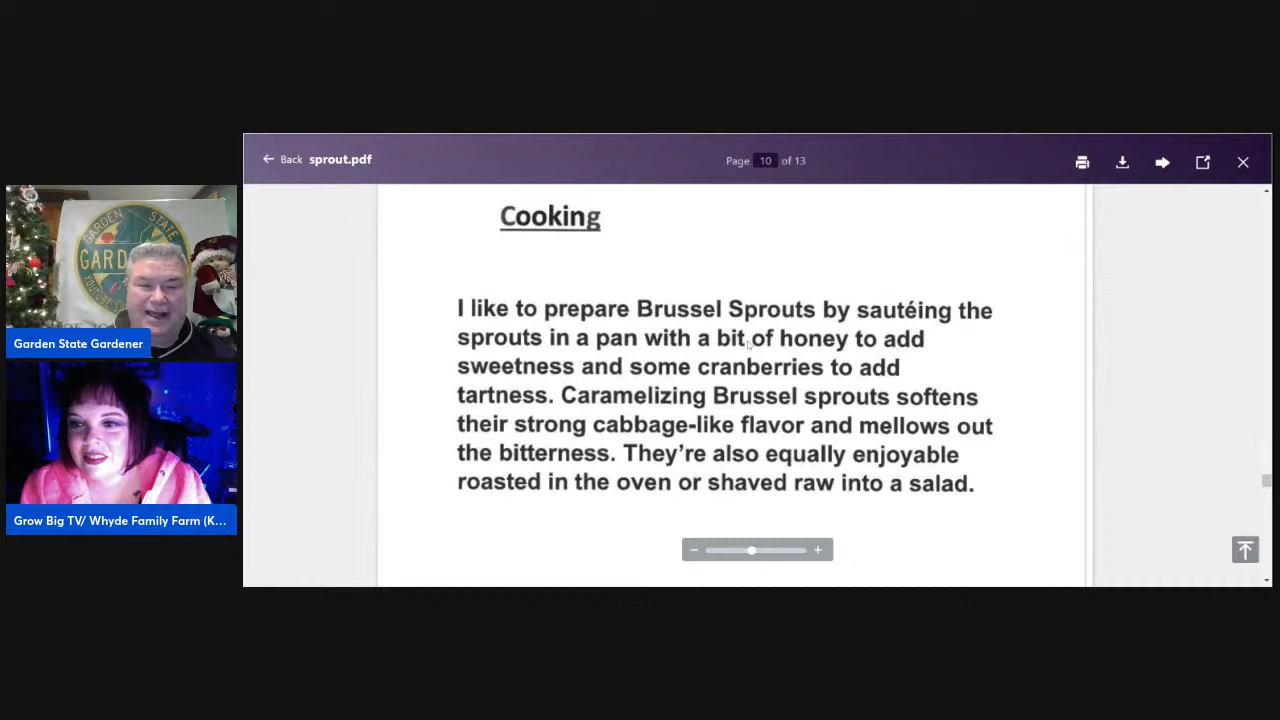 Back sprout.pdf
Page 10 of 13
Cooking
I like to prepare Brussel Sprouts by sautéing the
sprouts in a pan with a bit of honey to add
sweetness and some cranberries to add
tartness. Caramelizing Brussel sprouts softens
their strong cabbage-like flavor and mellows out
the bitterness. They’re also equally enjoyable
roasted in the oven or shaved raw into a salad.
GARDEN STATE
GARD
Garden State Gardener
Grow Big TV/ Whyde Family Farm (K...